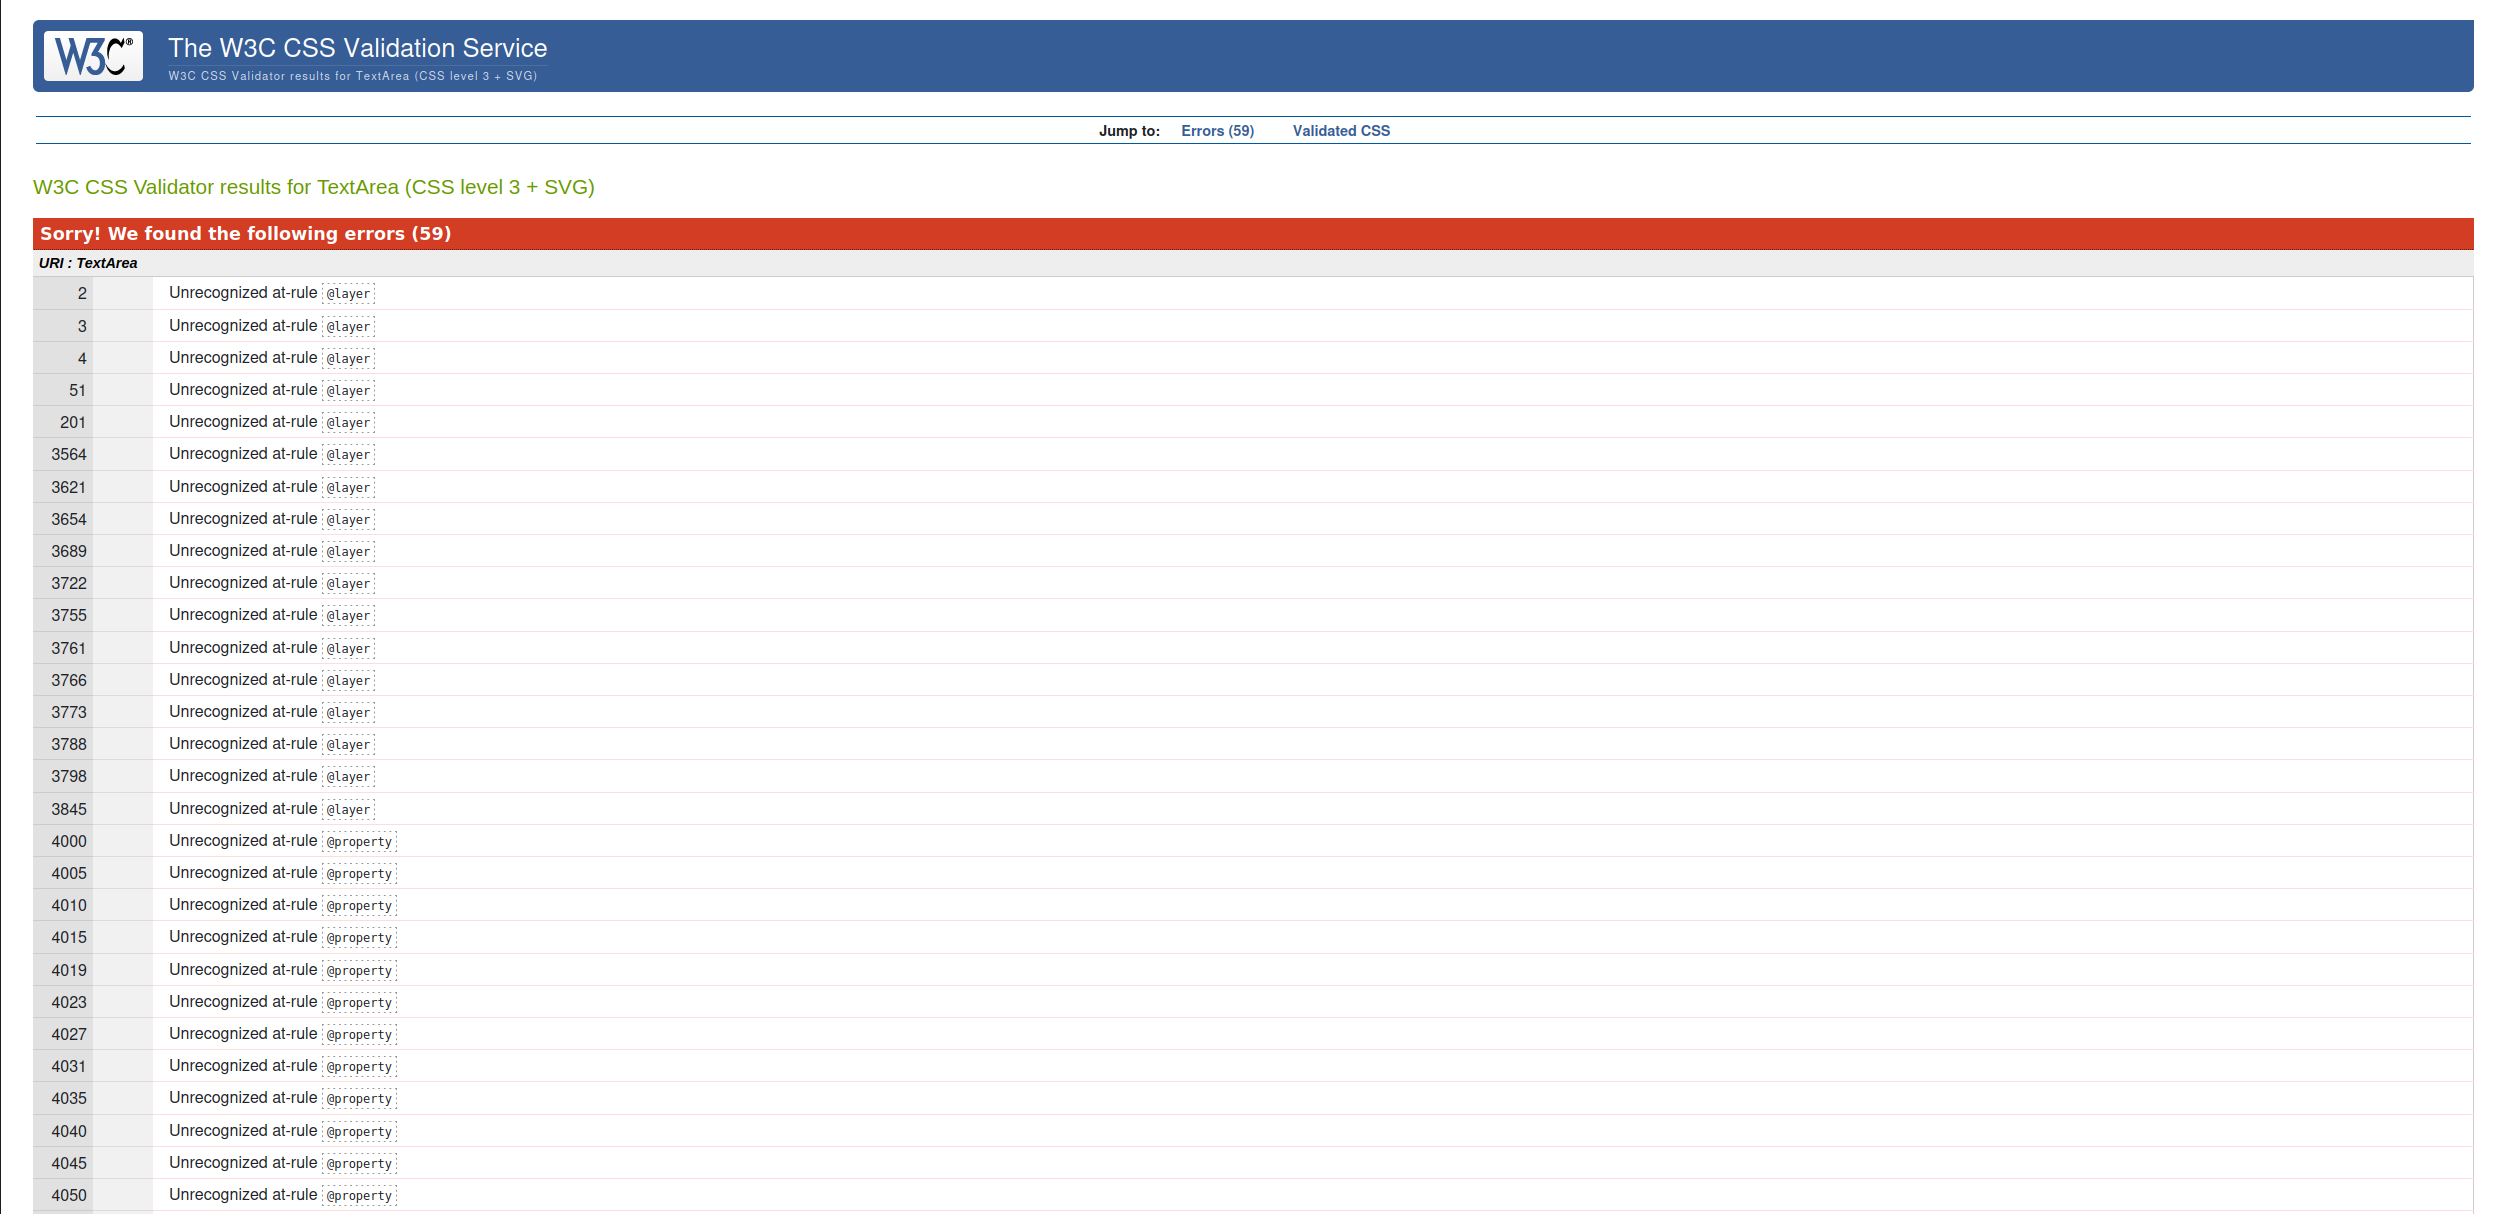 W3C®
The W3C CSS Validation Service
W3C CSS Validator results for TextArea (CSS level 3 + SVG)
Jump to: Errors (59) Validated CSS
W3C CSS Validator results for TextArea (CSS level 3 + SVG)
Sorry! We found the following errors (59)
URI : TextArea
2 Unrecognized at-rule @layer
3 Unrecognized at-rule @layer
4 Unrecognized at-rule @layer
51 Unrecognized at-rule @layer
201 Unrecognized at-rule @layer
3564 Unrecognized at-rule @layer
3621 Unrecognized at-rule @layer
3654 Unrecognized at-rule @layer
3689 Unrecognized at-rule @layer
3722 Unrecognized at-rule @layer
3755 Unrecognized at-rule @layer
3761 Unrecognized at-rule @layer
3766 Unrecognized at-rule @layer
3773 Unrecognized at-rule @layer
3788 Unrecognized at-rule @layer
3798 Unrecognized at-rule @layer
3845 Unrecognized at-rule @layer
4000 Unrecognized at-rule @property
4005 Unrecognized at-rule @property
4010 Unrecognized at-rule @property
4015 Unrecognized at-rule @property
4019 Unrecognized at-rule @property
4023 Unrecognized at-rule @property
4027 Unrecognized at-rule @property
4031 Unrecognized at-rule @property
4035 Unrecognized at-rule @property
4040 Unrecognized at-rule @property
4045 Unrecognized at-rule @property
4050 Unrecognized at-rule @property